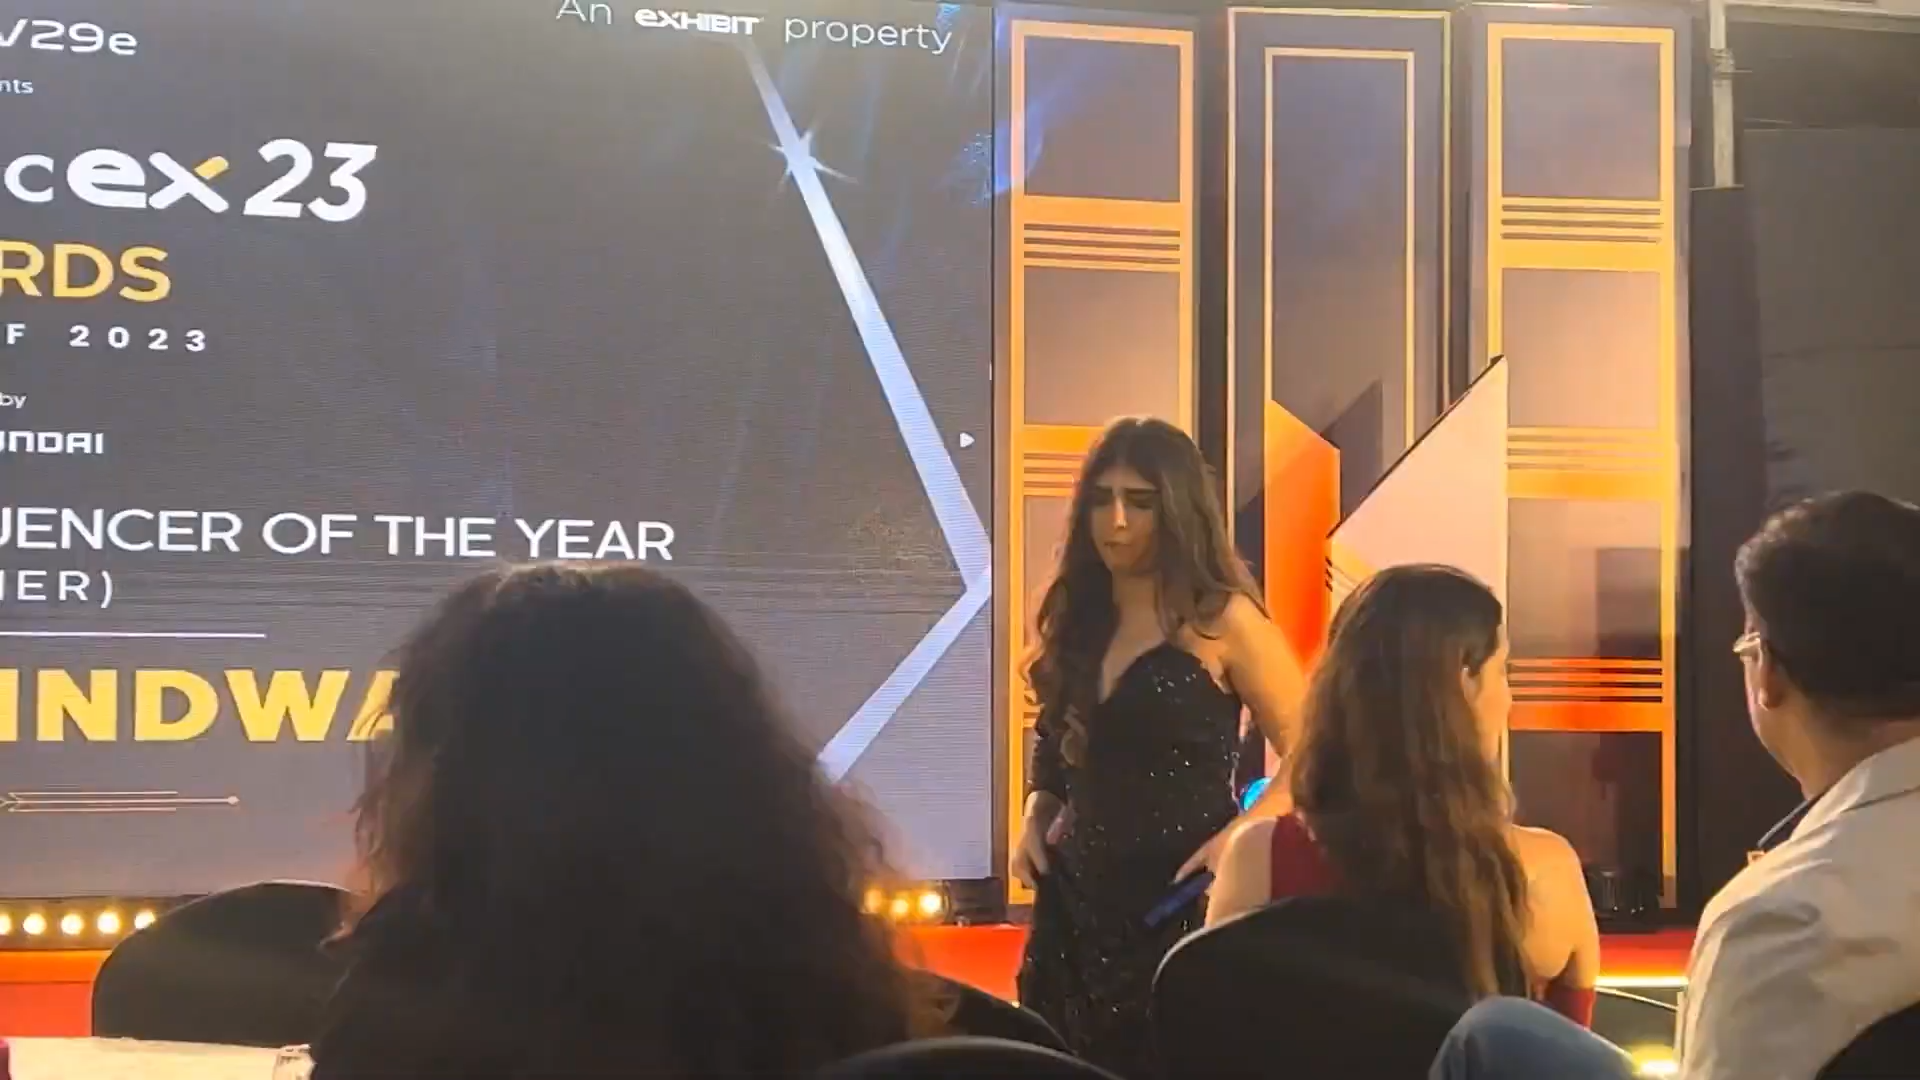 An EXHIBIT property
V29e
nts
cex 23
RDS
F 2023
by
UNDAI
UENCER OF THE YEAR
IER)
INDWA